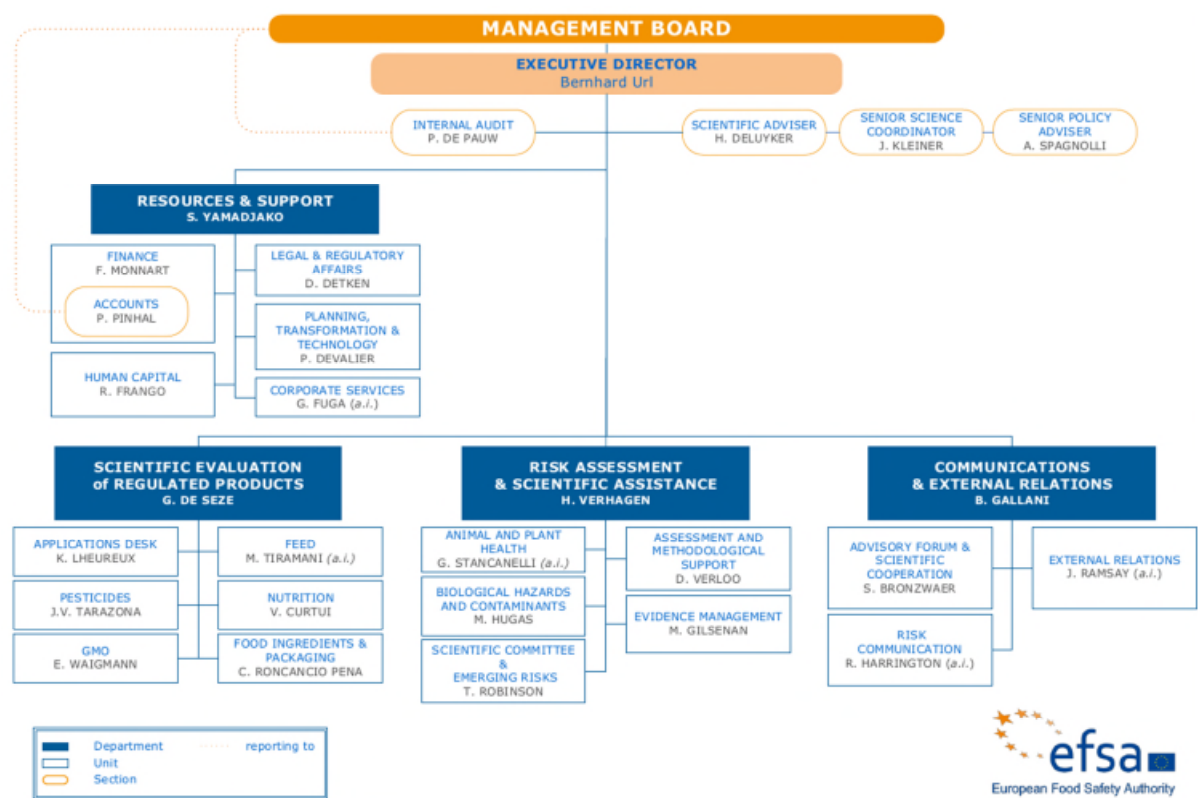 MANAGEMENT BOARD
EXECUTIVE DIRECTOR
Bernhard Url
INTERNAL AUDIT
P. DE PAUW
SCIENTIFIC ADVISER
H. DELUYKER
SENIOR SCIENCE
COORDINATOR
J. KLEINER
SENIOR POLICY
ADVISER
A. SPAGNOLLI
RESOURCES & SUPPORT
S. YAMADJAKO
FINANCE
F. MONNART
ACCOUNTS
P. PINHAL
HUMAN CAPITAL
R. FRANGO
LEGAL & REGULATORY
AFFAIRS
D. DETKEN
PLANNING,
TRANSFORMATION &
TECHNOLOGY
P. DEVALIER
CORPORATE SERVICES
G. FUGA (a.i.)
SCIENTIFIC EVALUATION
of REGULATED PRODUCTS
G. DE SEZE
APPLICATIONS DESK
K. LHEUREUX
PESTICIDES
J.V. TARAZONA
GMO
E. WAIGMANN
FEED
M. TIRAMANI (a.i.)
NUTRITION
V. CURTUI
FOOD INGREDIENTS &
PACKAGING
C. RONCANCIO PENA
RISK ASSESSMENT
& SCIENTIFIC ASSISTANCE
H. VERHAGEN
ANIMAL AND PLANT
HEALTH
G. STANCANELLI (a.i.)
BIOLOGICAL HAZARDS
AND CONTAMINANTS
M. HUGAS
SCIENTIFIC COMMITTEE
&
EMERGING RISKS
T. ROBINSON
ASSESSMENT AND
METHODOLOGICAL
SUPPORT
D. VERLOO
EVIDENCE MANAGEMENT
M. GILSENAN
COMMUNICATIONS
& EXTERNAL RELATIONS
B. GALLANI
ADVISORY FORUM &
SCIENTIFIC
COOPERATION
S. BRONZWAER
RISK
COMMUNICATION
R. HARRINGTON (a.i.)
EXTERNAL RELATIONS
J. RAMSAY (a.i.)
Department
reporting to
Unit
Section
efsa
European Food Safety Authority